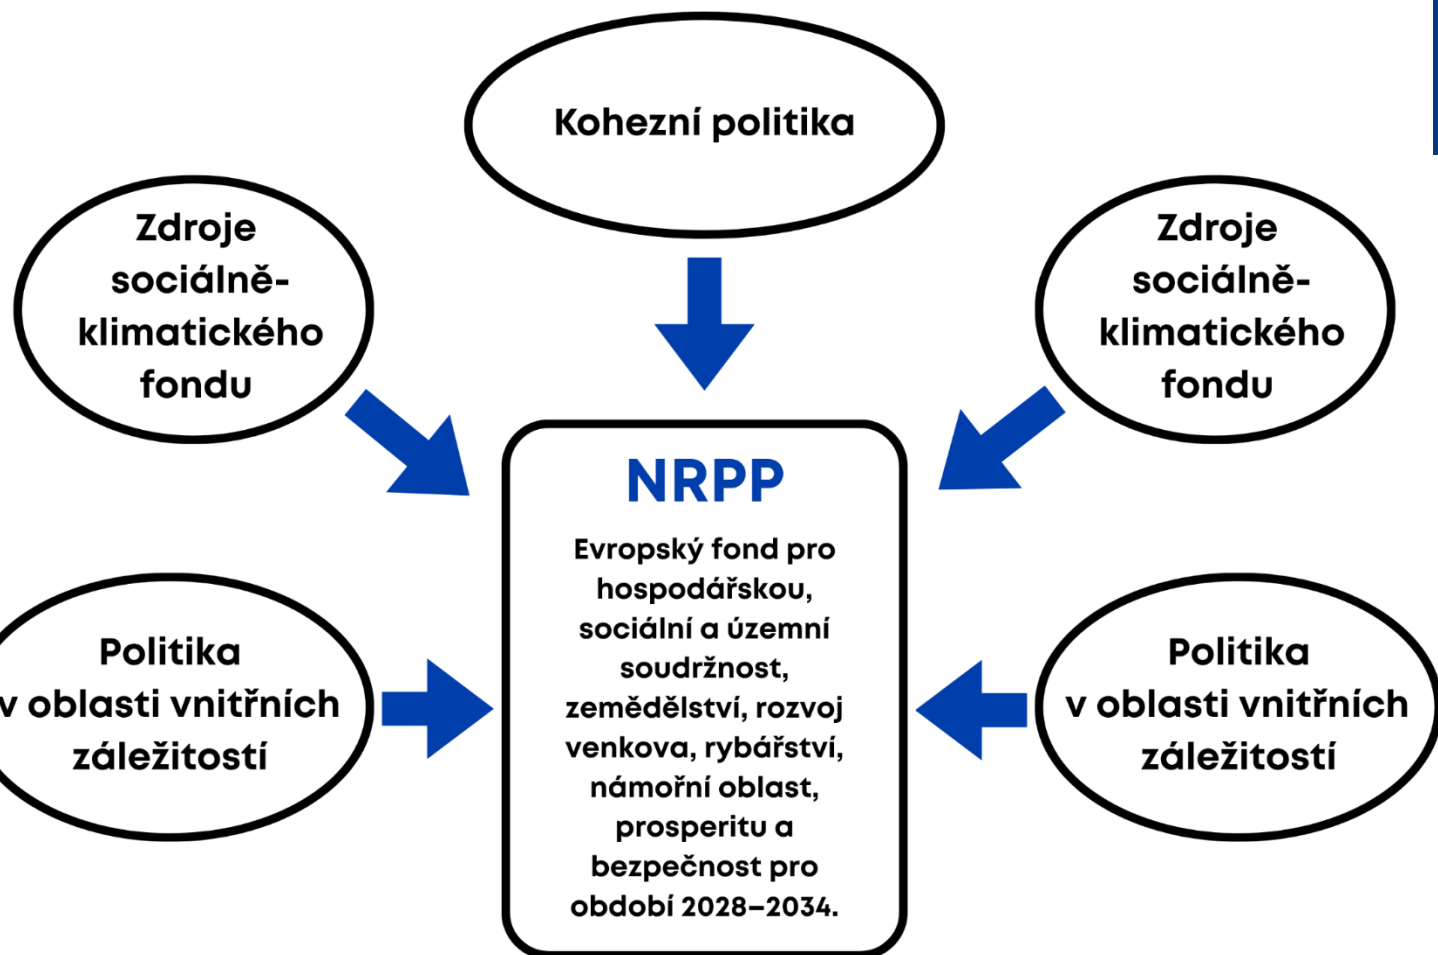 Kohezní politika
Zdroje
sociálně-
klimatického
fondu
Zdroje
sociálně-
klimatického
fondu
NRPP
Evropský fond pro
hospodářskou,
sociální a územní
soudržnost,
zemědělství, rozvoj
venkova, rybářství,
námořní oblast,
prosperitu a
bezpečnost pro
období 2028–2034.
Politika
v oblasti vnitřních
záležitostí
Politika
v oblasti vnitřních
záležitostí